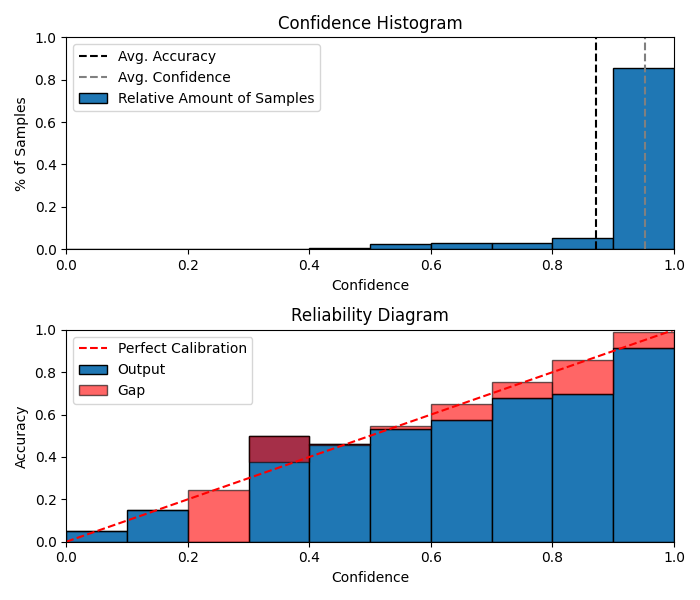 Confidence Histogram
1.0
0.8
0.6
0.4
0.2
0.0
% of Samples
Avg. Accuracy
Avg. Confidence
Relative Amount of Samples
0.0 0.2 0.4 0.6 0.8 1.0
Confidence
Reliability Diagram
1.0
0.8
0.6
0.4
0.2
0.0
Accuracy
Perfect Calibration
Output
Gap
0.0 0.2 0.4 0.6 0.8 1.0
Confidence